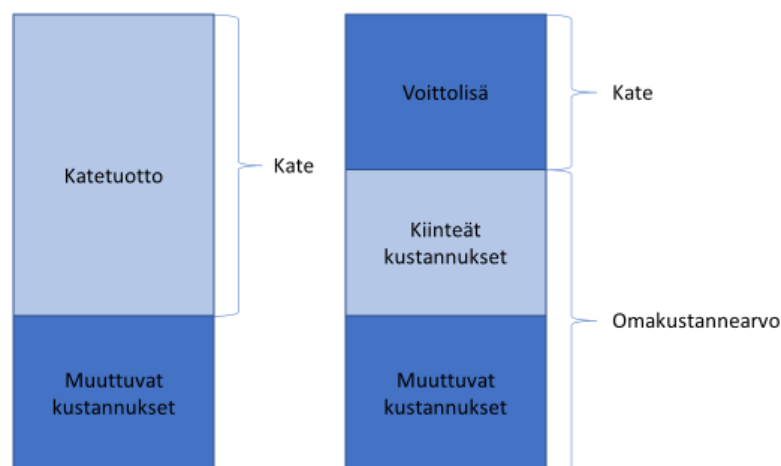 Katetuotto
Kate
Muuttuvat
kustannukset
Voittolisä
Kate
Kiinteät
kustannukset
Omakustannearvo
Muuttuvat
kustannukset